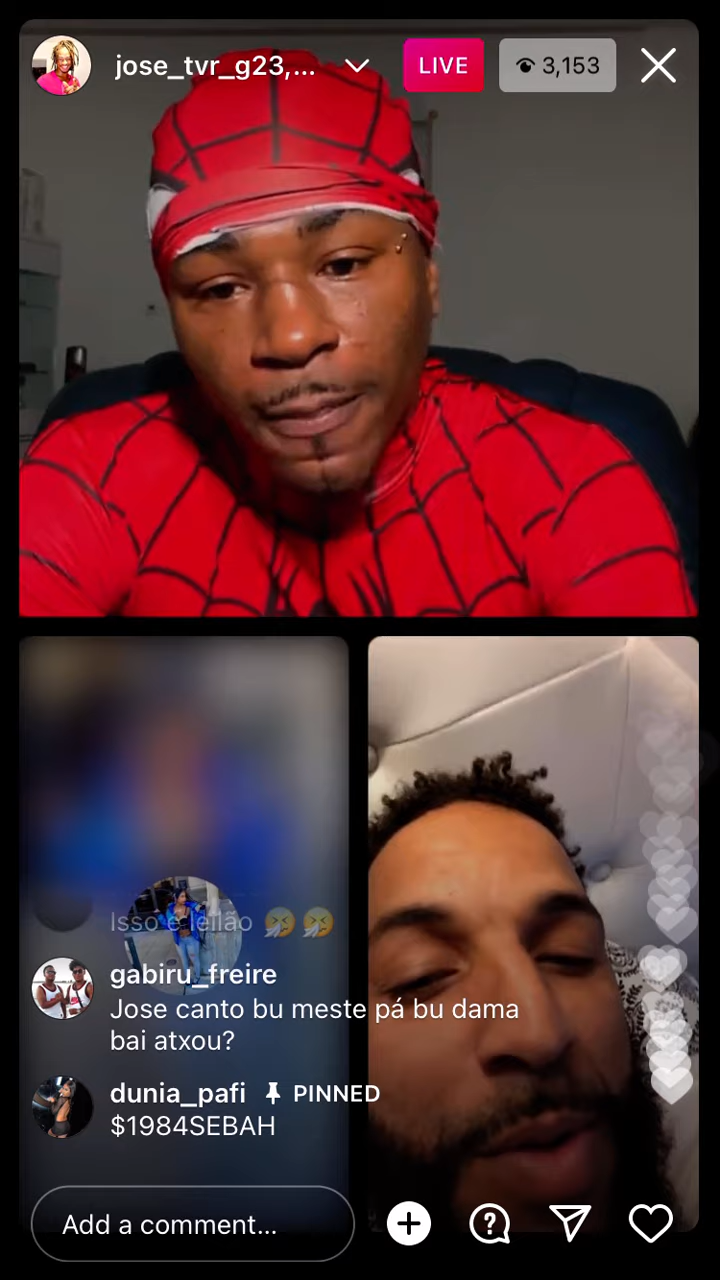 jose_tvr_g23,...
LIVE
3,153
Isso é leilão 🤧🤧
gabiru_freire
Jose canto bu meste pá bu dama
bai atxou?
dunia_pafi PINNED
$1984SEBAH
Add a comment...